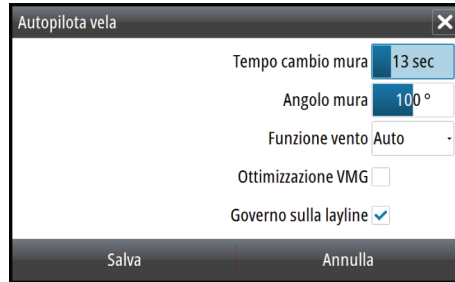 Autopilota vela
Tempo cambio mura 13 sec
Angolo mura 100 °
Funzione vento Auto
Ottimizzazione VMG
Governo sulla layline
Salva Annulla